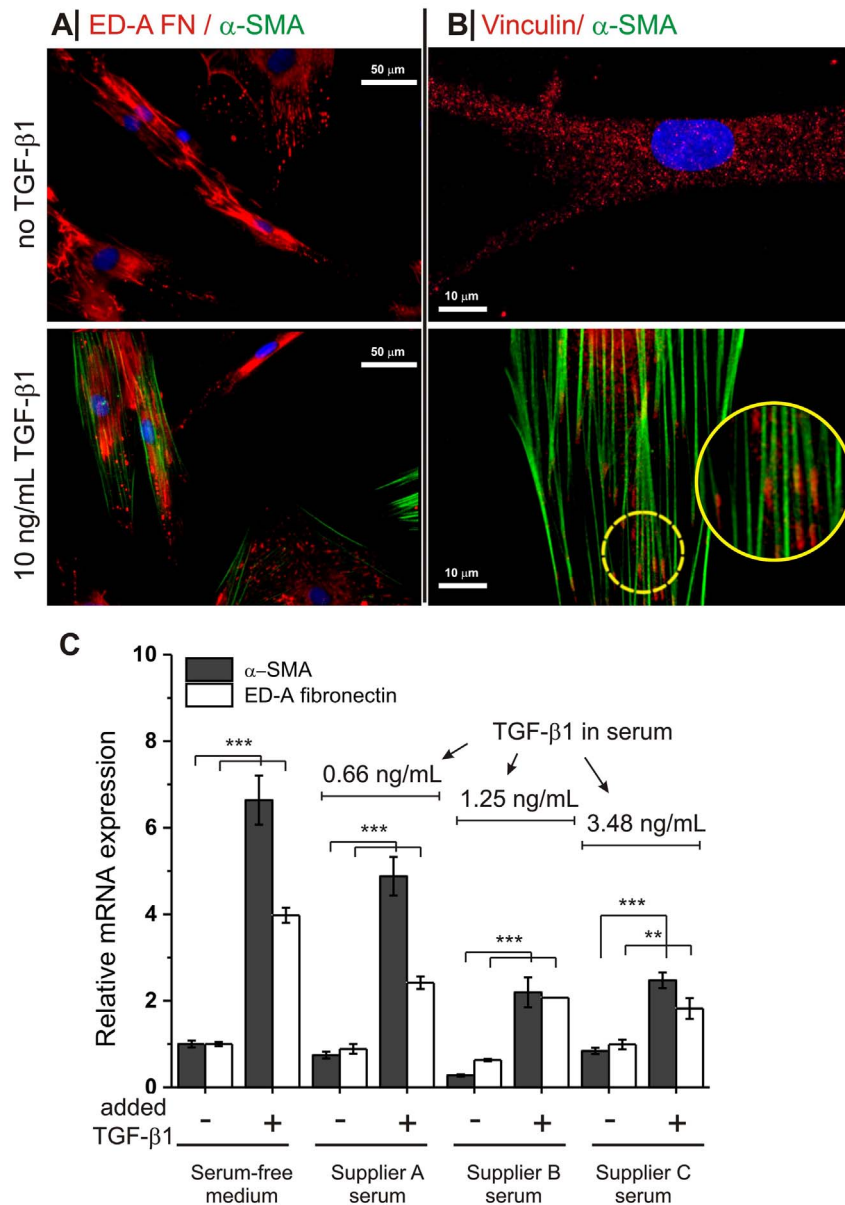 A| ED-A FN / α-SMA
B| Vinculin/ α-SMA
no TGF-β1
50 μm
10 μm
10 ng/mL TGF-β1
50 μm
10 μm
C
Relative mRNA expression
10
8
6
4
2
0
α–SMA
ED-A fibronectin
TGF-β1 in serum
0.66 ng/mL
1.25 ng/mL
3.48 ng/mL
***
***
***
***
**
added
TGF-β1
- + - + - + - +
Serum-free
medium
Supplier A
serum
Supplier B
serum
Supplier C
serum